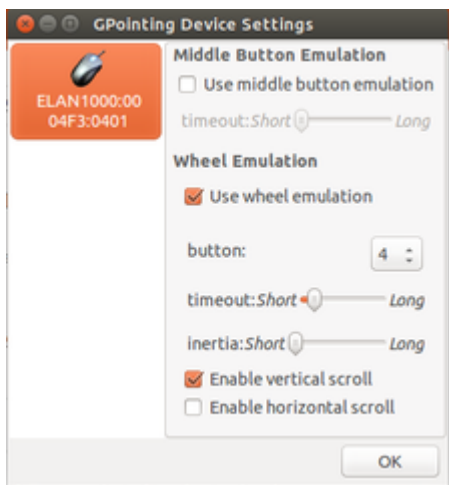 GPointing Device Settings
ELAN1000:00
04F3:0401
Middle Button Emulation
Use middle button emulation
timeout: Short Long
Wheel Emulation
Use wheel emulation
button: 4
timeout: Short Long
inertia: Short Long
Enable vertical scroll
Enable horizontal scroll
OK